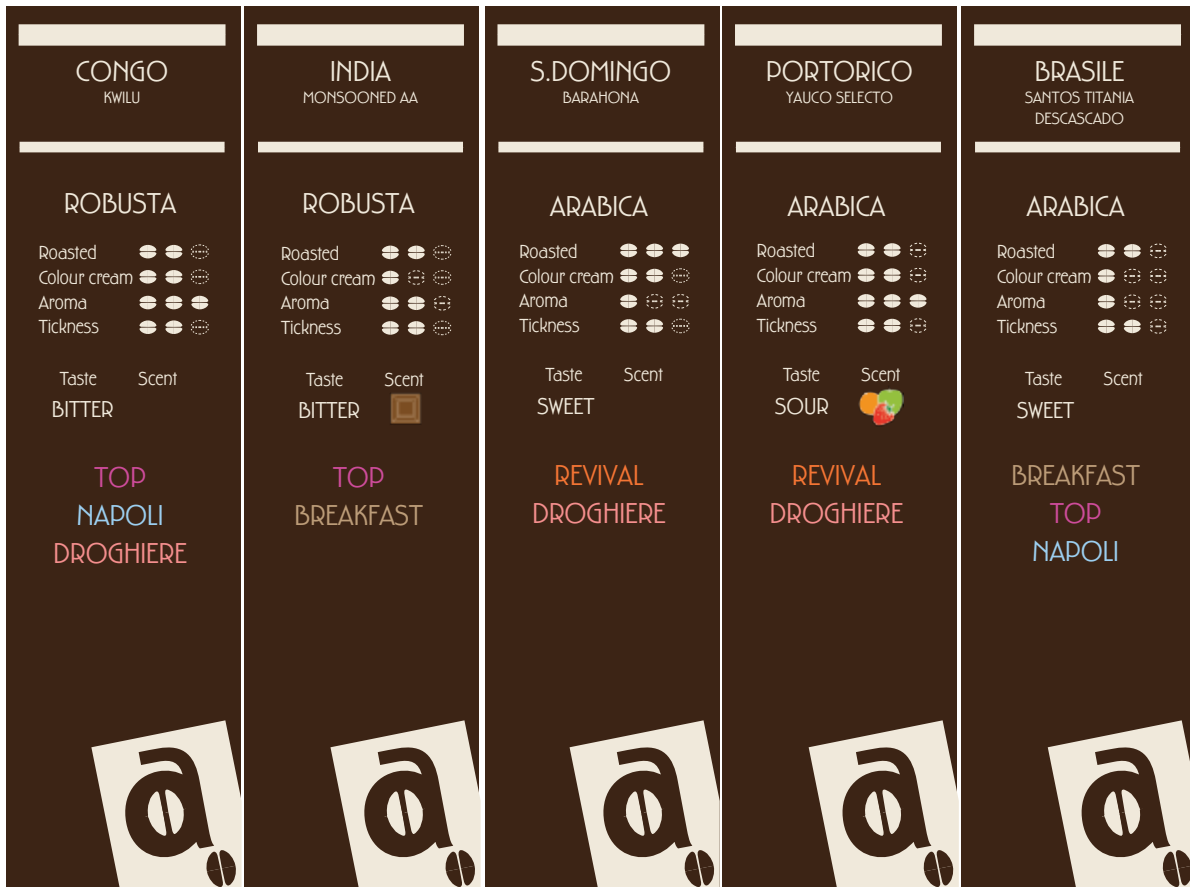 CONGO
KWILU
ROBUSTA
Roasted
Colour cream
Aroma
Tickness
Taste Scent
BITTER
TOP
NAPOLI
DROGHIERE
a
INDIA
MONSOONED AA
ROBUSTA
Roasted
Colour cream
Aroma
Tickness
Taste Scent
BITTER
TOP
BREAKFAST
a
S.DOMINGO
BARAHONA
ARABICA
Roasted
Colour cream
Aroma
Tickness
Taste Scent
SWEET
REVIVAL
DROGHIERE
a
PORTORICO
YAUCO SELECTO
ARABICA
Roasted
Colour cream
Aroma
Tickness
Taste Scent
SOUR
REVIVAL
DROGHIERE
a
BRASILE
SANTOS TITANIA
DESCASCADO
ARABICA
Roasted
Colour cream
Aroma
Tickness
Taste Scent
SWEET
BREAKFAST
TOP
NAPOLI
a